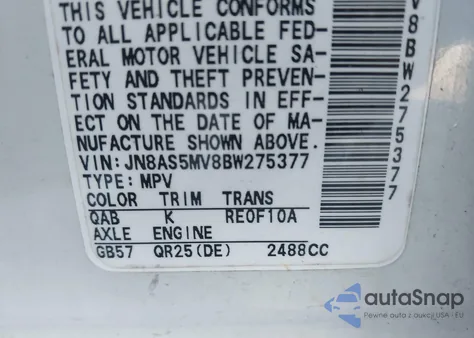 THIS VEHICLE CONFORMS
TO ALL APPLICABLE FED-
ERAL MOTOR VEHICLE SA-
FETY AND THEFT PREVEN-
TION STANDARDS IN EFF-
ECT ON THE DATE OF MA-
NUFACTURE SHOWN ABOVE.
VIN:JN8AS5MV8BW275377
TYPE:MPV
COLOR TRIM TRANS
QAB K RE0F10A
AXLE ENGINE
GB57 QR25(DE) 2488CC
V8BW275377
autoSnap
Pewne auto z aukcji USA i EU